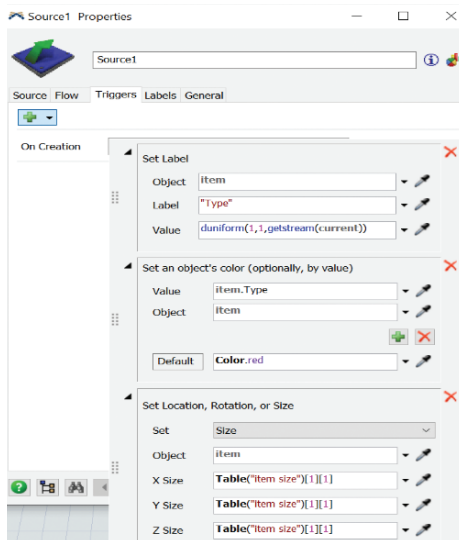 Source1 Properties
Source1
Source Flow Triggers Labels General
On Creation
Set Label
Object item
Label "Type"
Value duniform(1,1,getstream(current))
Set an object's color (optionally, by value)
Value item.Type
Object item
Default Color.red
Set Location, Rotation, or Size
Set Size
Object item
X Size Table("item size")[1][1]
Y Size Table("item size")[1][1]
Z Size Table("item size")[1][1]